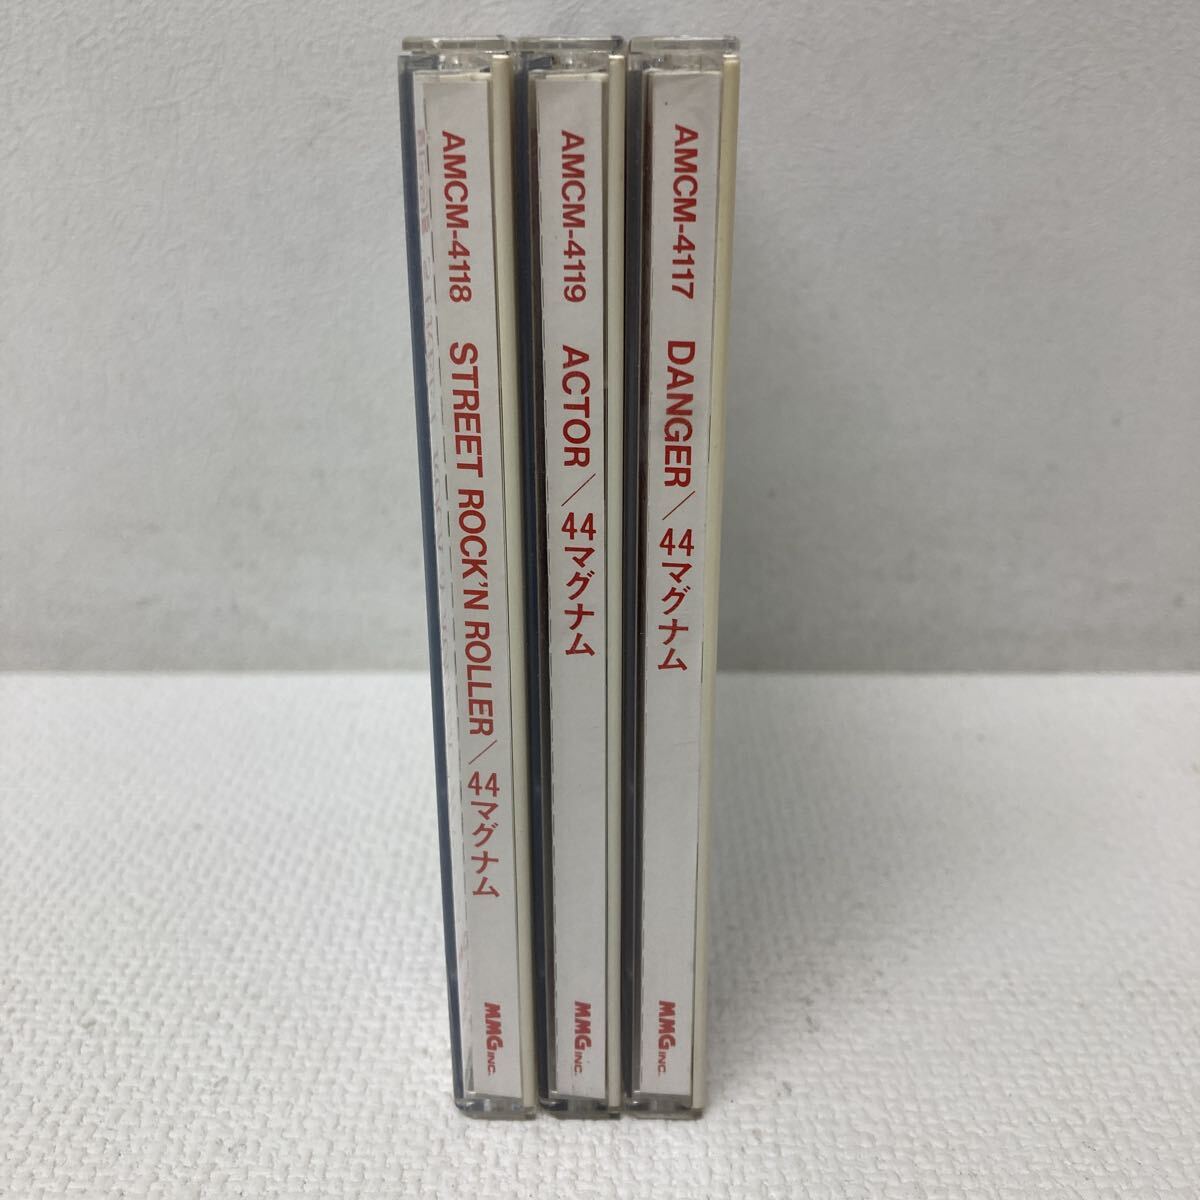 AMCM-4118 STREET ROCK'N ROLLER/44マグナム MMG INC.
AMCM-4119 ACTOR/44マグナム MMG INC.
AMCM-4117 DANGER/44マグナム MMG INC.